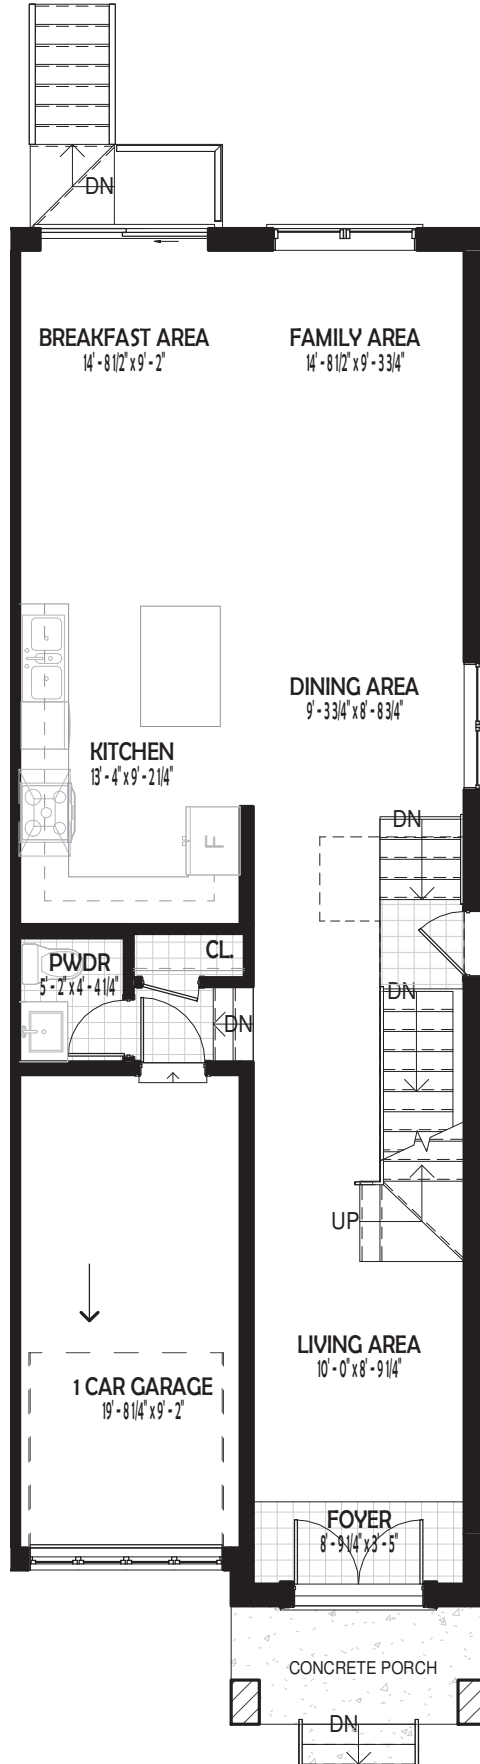 DN
BREAKFAST AREA
14' - 8 1/2" x 9' - 2"
FAMILY AREA
14' - 8 1/2" x 9' - 3 3/4"
DINING AREA
9' - 3 3/4" x 8' - 8 3/4"
KITCHEN
13' - 4" x 9' - 2 1/4"
F
DN
CL.
PWDR
5' - 2" x 4' - 4 1/4"
DN
DN
UP
LIVING AREA
10' - 0" x 8' - 9 1/4"
1 CAR GARAGE
19' - 8 1/4" x 9' - 2"
FOYER
8' - 9 1/4" x 3' - 5"
CONCRETE PORCH
DN